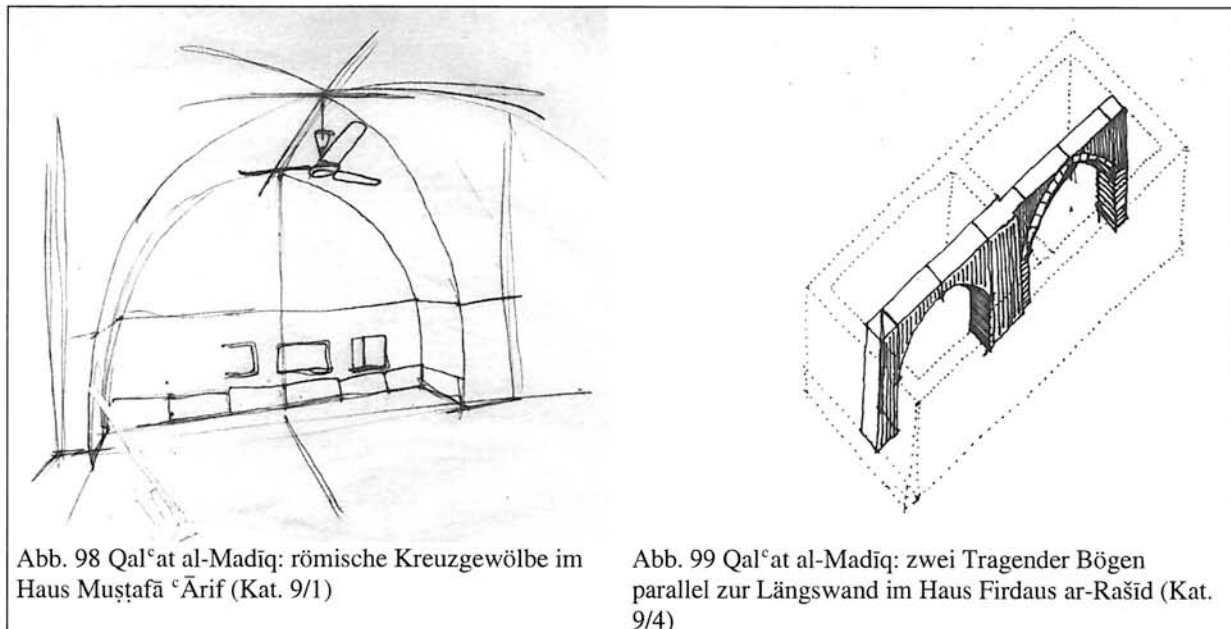 Abb. 98 Qalᶜat al-Madīq: römische Kreuzgewölbe im
Haus Muṣṭafā ᶜĀrif (Kat. 9/1)
Abb. 99 Qalᶜat al-Madīq: zwei Tragender Bögen
parallel zur Längswand im Haus Firdaus ar-Rašīd (Kat.
9/4)